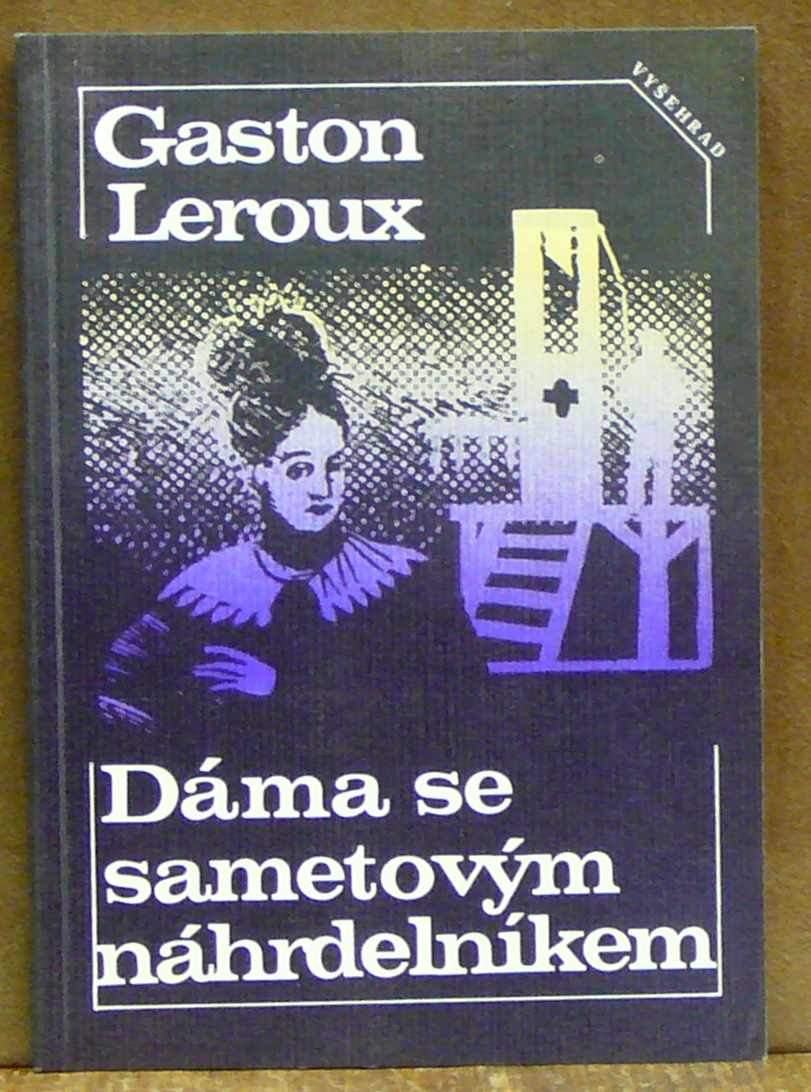 VYŠEHRAD
Gaston
Leroux
Dáma se
sametovým
náhrdelníkem